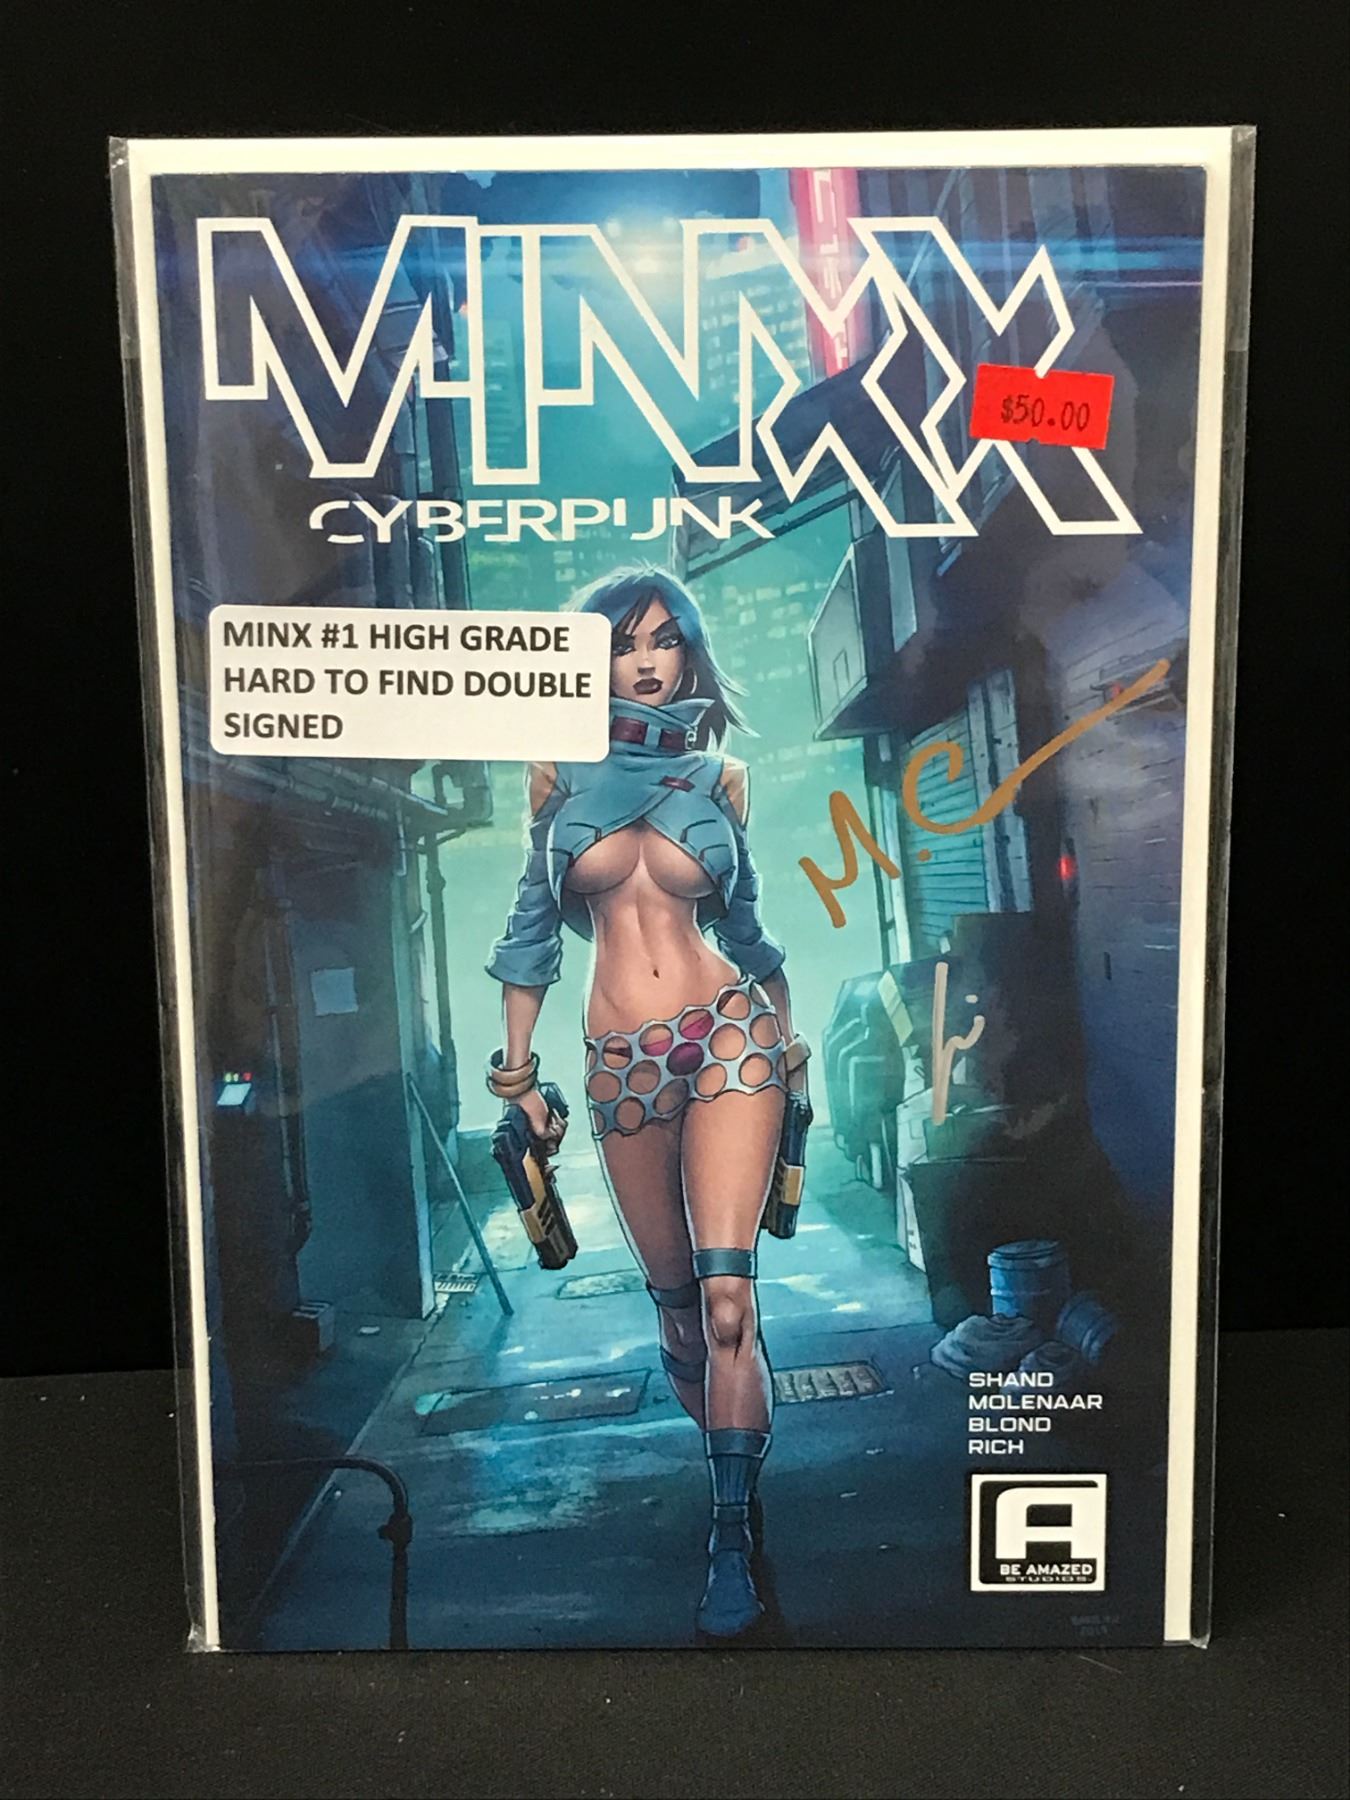 MINX
$50.00
CYBERPUNK
MINX #1 HIGH GRADE
HARD TO FIND DOUBLE
SIGNED
M.C
SHAND
MOLENAAR
BLOND
RICH
A
BE AMAZED
STUDIOS